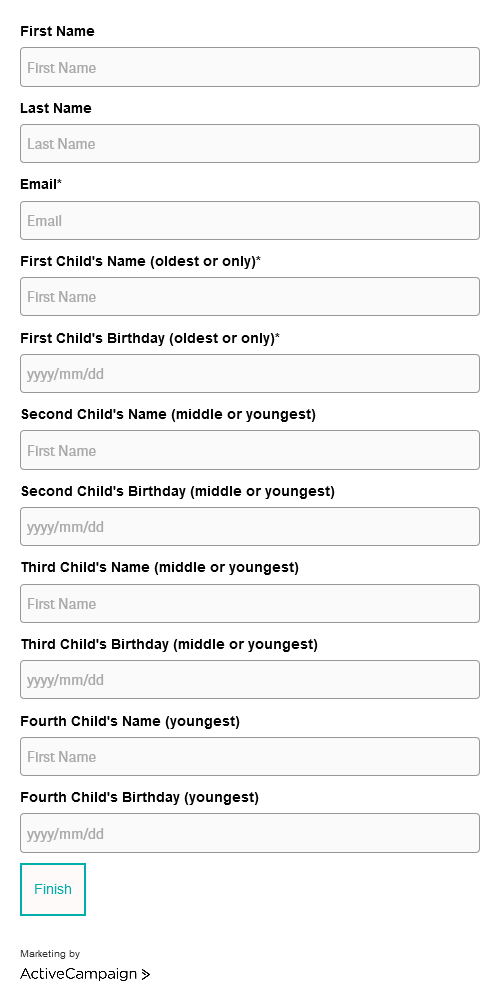 First Name
First Name
Last Name
Last Name
Email*
Email
First Child's Name (oldest or only)*
First Name
First Child's Birthday (oldest or only)*
yyyy/mm/dd
Second Child's Name (middle or youngest)
First Name
Second Child's Birthday (middle or youngest)
yyyy/mm/dd
Third Child's Name (middle or youngest)
First Name
Third Child's Birthday (middle or youngest)
yyyy/mm/dd
Fourth Child's Name (youngest)
First Name
Fourth Child's Birthday (youngest)
yyyy/mm/dd
Finish
Marketing by
ActiveCampaign >